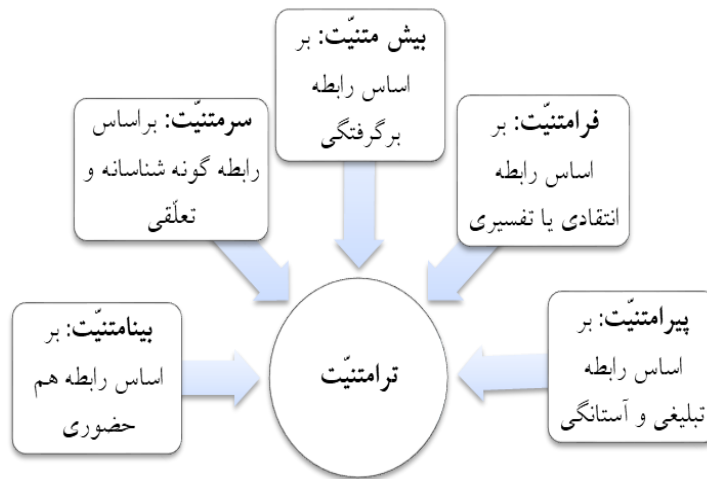 بیش متنیّت: بر
اساس رابطه
برگرفتگی
فرامتنیّت: بر
اساس رابطه
انتقادی یا تفسیری
سرمتنیّت: براساس
رابطه گونه شناسانه و
تعلّقی
پیرامتنیّت: بر
اساس رابطه
تبلیغی و آستانگی
بینامتنیّت: بر
اساس رابطه هم
حضوری
ترامتنیّت